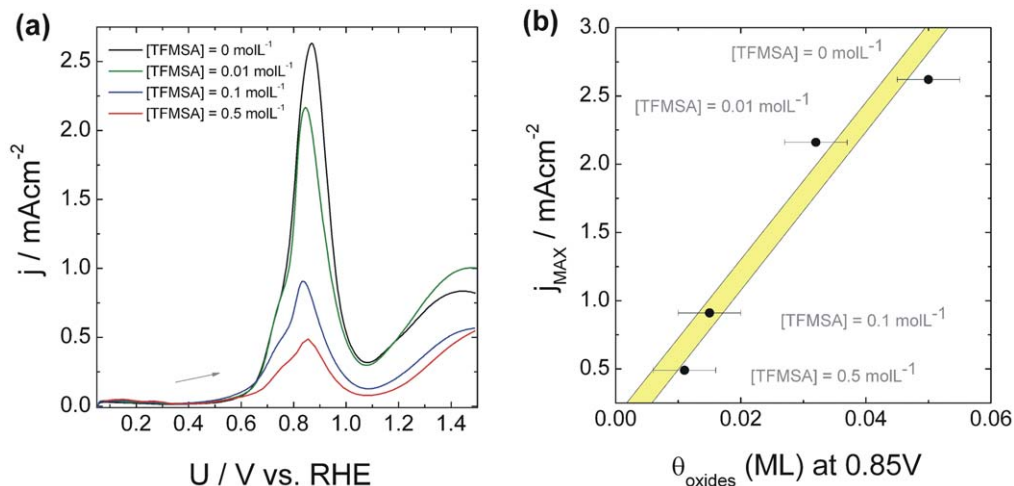 (a)
[TFMSA] = 0 molL⁻¹
[TFMSA] = 0.01 molL⁻¹
[TFMSA] = 0.1 molL⁻¹
[TFMSA] = 0.5 molL⁻¹
2.5
2.0
1.5
1.0
0.5
0.0
j / mAcm⁻²
0.2 0.4 0.6 0.8 1.0 1.2 1.4
U / V vs. RHE
(b)
3.0
2.5
2.0
1.5
1.0
0.5
j_MAX / mAcm⁻²
[TFMSA] = 0 molL⁻¹
[TFMSA] = 0.01 molL⁻¹
[TFMSA] = 0.1 molL⁻¹
[TFMSA] = 0.5 molL⁻¹
0.00 0.02 0.04 0.06
θ_oxides (ML) at 0.85V